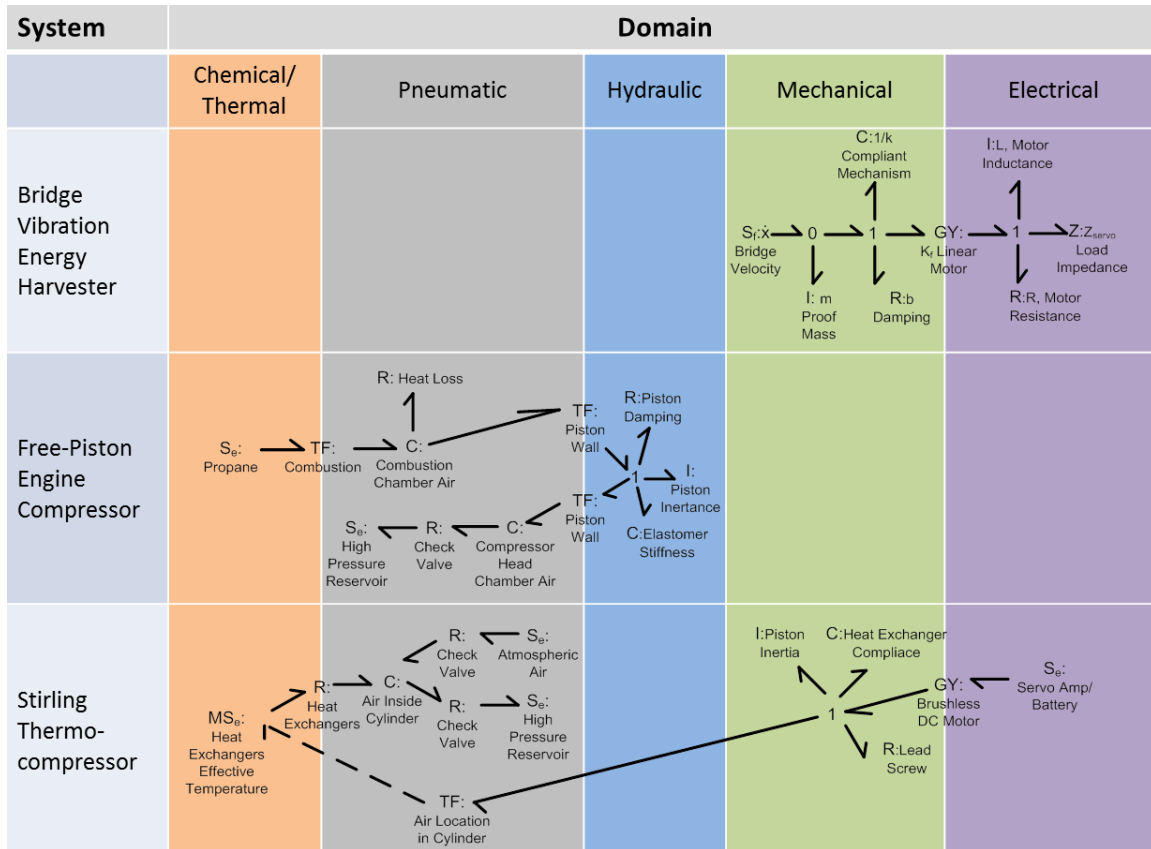 System
Domain
Chemical/
Thermal
Pneumatic
Hydraulic
Mechanical
Electrical
Bridge
Vibration
Energy
Harvester
C:1/k
Compliant
Mechanism
I:L, Motor
Inductance
Sf:ẋ
Bridge
Velocity
0
1
GY:
Kf Linear
Motor
1
Z:Zservo
Load
Impedance
I: m
Proof
Mass
R:b
Damping
R:R, Motor
Resistance
Free-Piston
Engine
Compressor
R: Heat Loss
Se:
Propane
TF:
Combustion
C:
Combustion
Chamber Air
TF:
Piston
Wall
R:Piston
Damping
1
I:
Piston
Inertance
TF:
Piston
Wall
C:Elastomer
Stiffness
Se:
High
Pressure
Reservoir
R:
Check
Valve
C:
Compressor
Head
Chamber Air
Stirling
Thermo-
compressor
R:
Check
Valve
Se:
Atmospheric
Air
R:
Heat
Exchangers
C:
Air Inside
Cylinder
R:
Check
Valve
Se:
High
Pressure
Reservoir
MSe:
Heat
Exchangers
Effective
Temperature
TF:
Air Location
in Cylinder
I:Piston
Inertia
C:Heat Exchanger
Compliace
1
R:Lead
Screw
GY:
Brushless
DC Motor
Se:
Servo Amp/
Battery